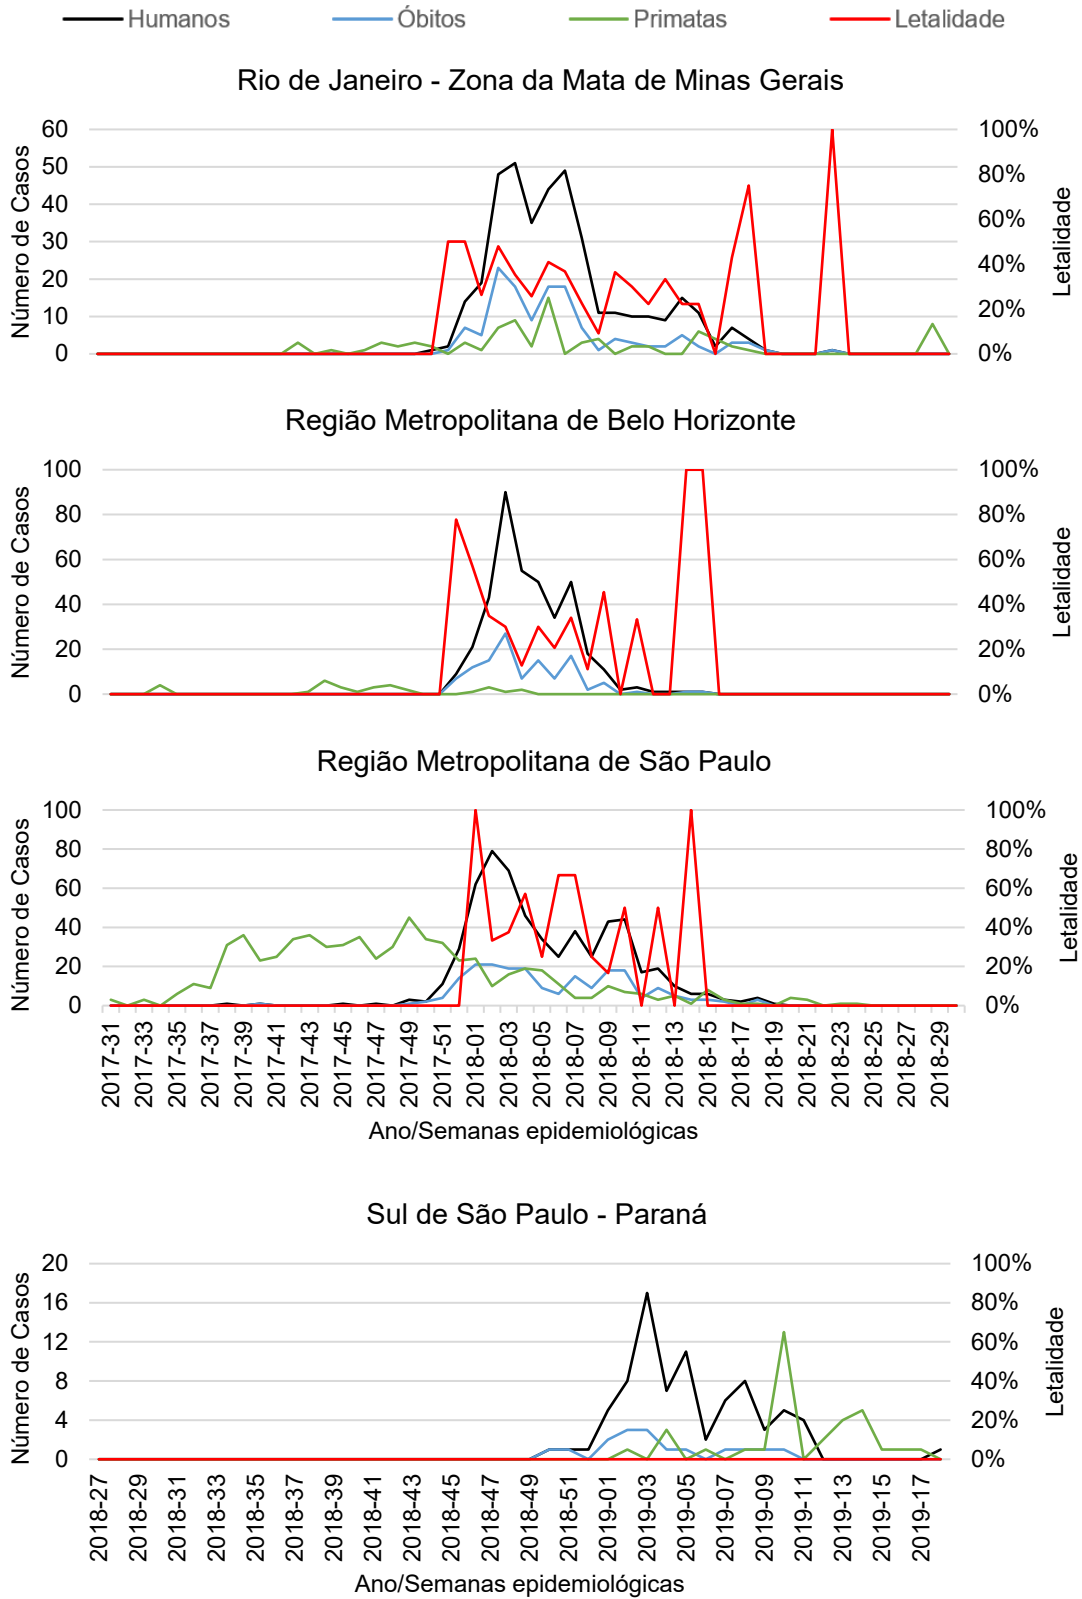 Humanos Óbitos Primatas Letalidade
Rio de Janeiro - Zona da Mata de Minas Gerais
Número de Casos
60 50 40 30 20 10 0
100% 80% 60% 40% 20% 0%
Letalidade
Região Metropolitana de Belo Horizonte
Número de Casos
100 80 60 40 20 0
100% 80% 60% 40% 20% 0%
Letalidade
Região Metropolitana de São Paulo
Número de Casos
100 80 60 40 20 0
100% 80% 60% 40% 20% 0%
Letalidade
2017-31 2017-33 2017-35 2017-37 2017-39 2017-41 2017-43 2017-45 2017-47 2017-49 2017-51 2018-01 2018-03 2018-05 2018-07 2018-09 2018-11 2018-13 2018-15 2018-17 2018-19 2018-21 2018-23 2018-25 2018-27 2018-29
Ano/Semanas epidemiológicas
Sul de São Paulo - Paraná
Número de Casos
20 16 12 8 4 0
100% 80% 60% 40% 20% 0%
Letalidade
2018-27 2018-29 2018-31 2018-33 2018-35 2018-37 2018-39 2018-41 2018-43 2018-45 2018-47 2018-49 2018-51 2019-01 2019-03 2019-05 2019-07 2019-09 2019-11 2019-13 2019-15 2019-17
Ano/Semanas epidemiológicas